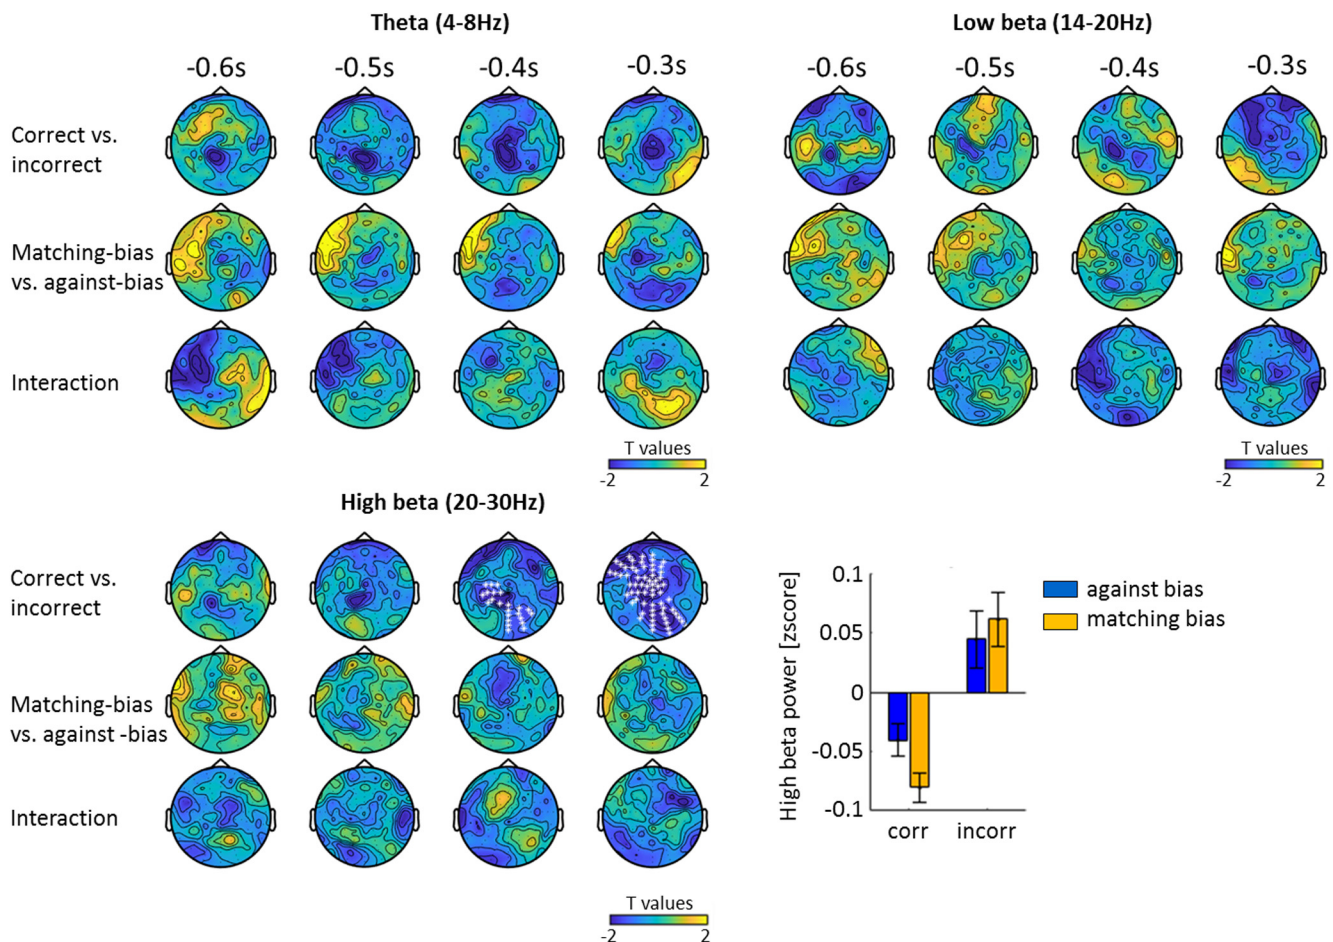 Theta (4-8Hz)
-0.6s -0.5s -0.4s -0.3s
Correct vs.
incorrect
Matching-bias
vs. against-bias
Interaction
T values
-2 2
Low beta (14-20Hz)
-0.6s -0.5s -0.4s -0.3s
T values
-2 2
High beta (20-30Hz)
Correct vs.
incorrect
Matching-bias
vs. against -bias
Interaction
T values
-2 2
High beta power [zscore]
0.1
0.05
0
-0.05
-0.1
corr incorr
against bias
matching bias